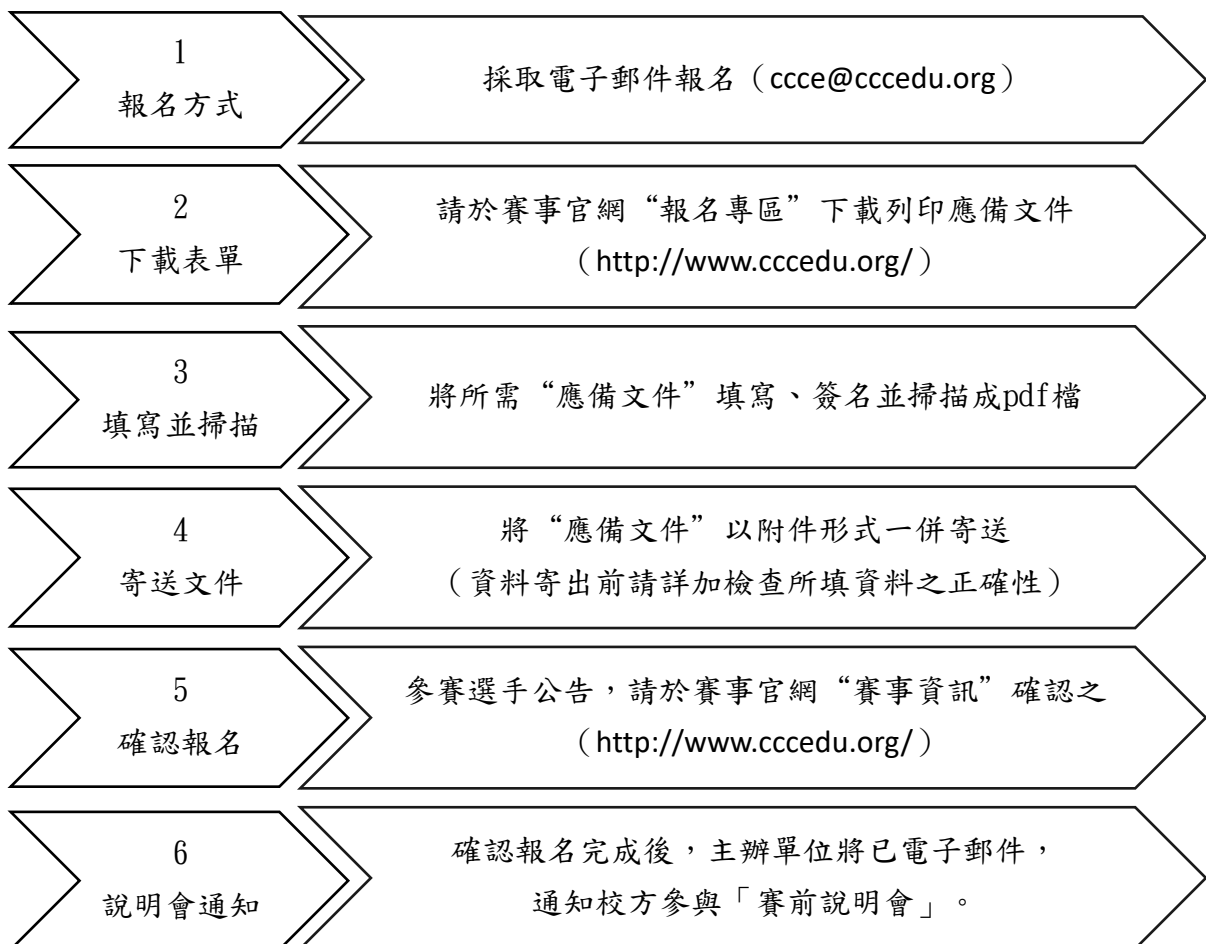 1
報名方式
採取電子郵件報名（ccce@cccedu.org）
2
下載表單
請於賽事官網“報名專區”下載列印應備文件
（http://www.cccedu.org/）
3
填寫並掃描
將所需“應備文件”填寫、簽名並掃描成pdf檔
4
寄送文件
將“應備文件”以附件形式一併寄送
（資料寄出前請詳加檢查所填資料之正確性）
5
確認報名
參賽選手公告，請於賽事官網“賽事資訊”確認之
（http://www.cccedu.org/）
6
說明會通知
確認報名完成後，主辦單位將已電子郵件，
通知校方參與「賽前說明會」。